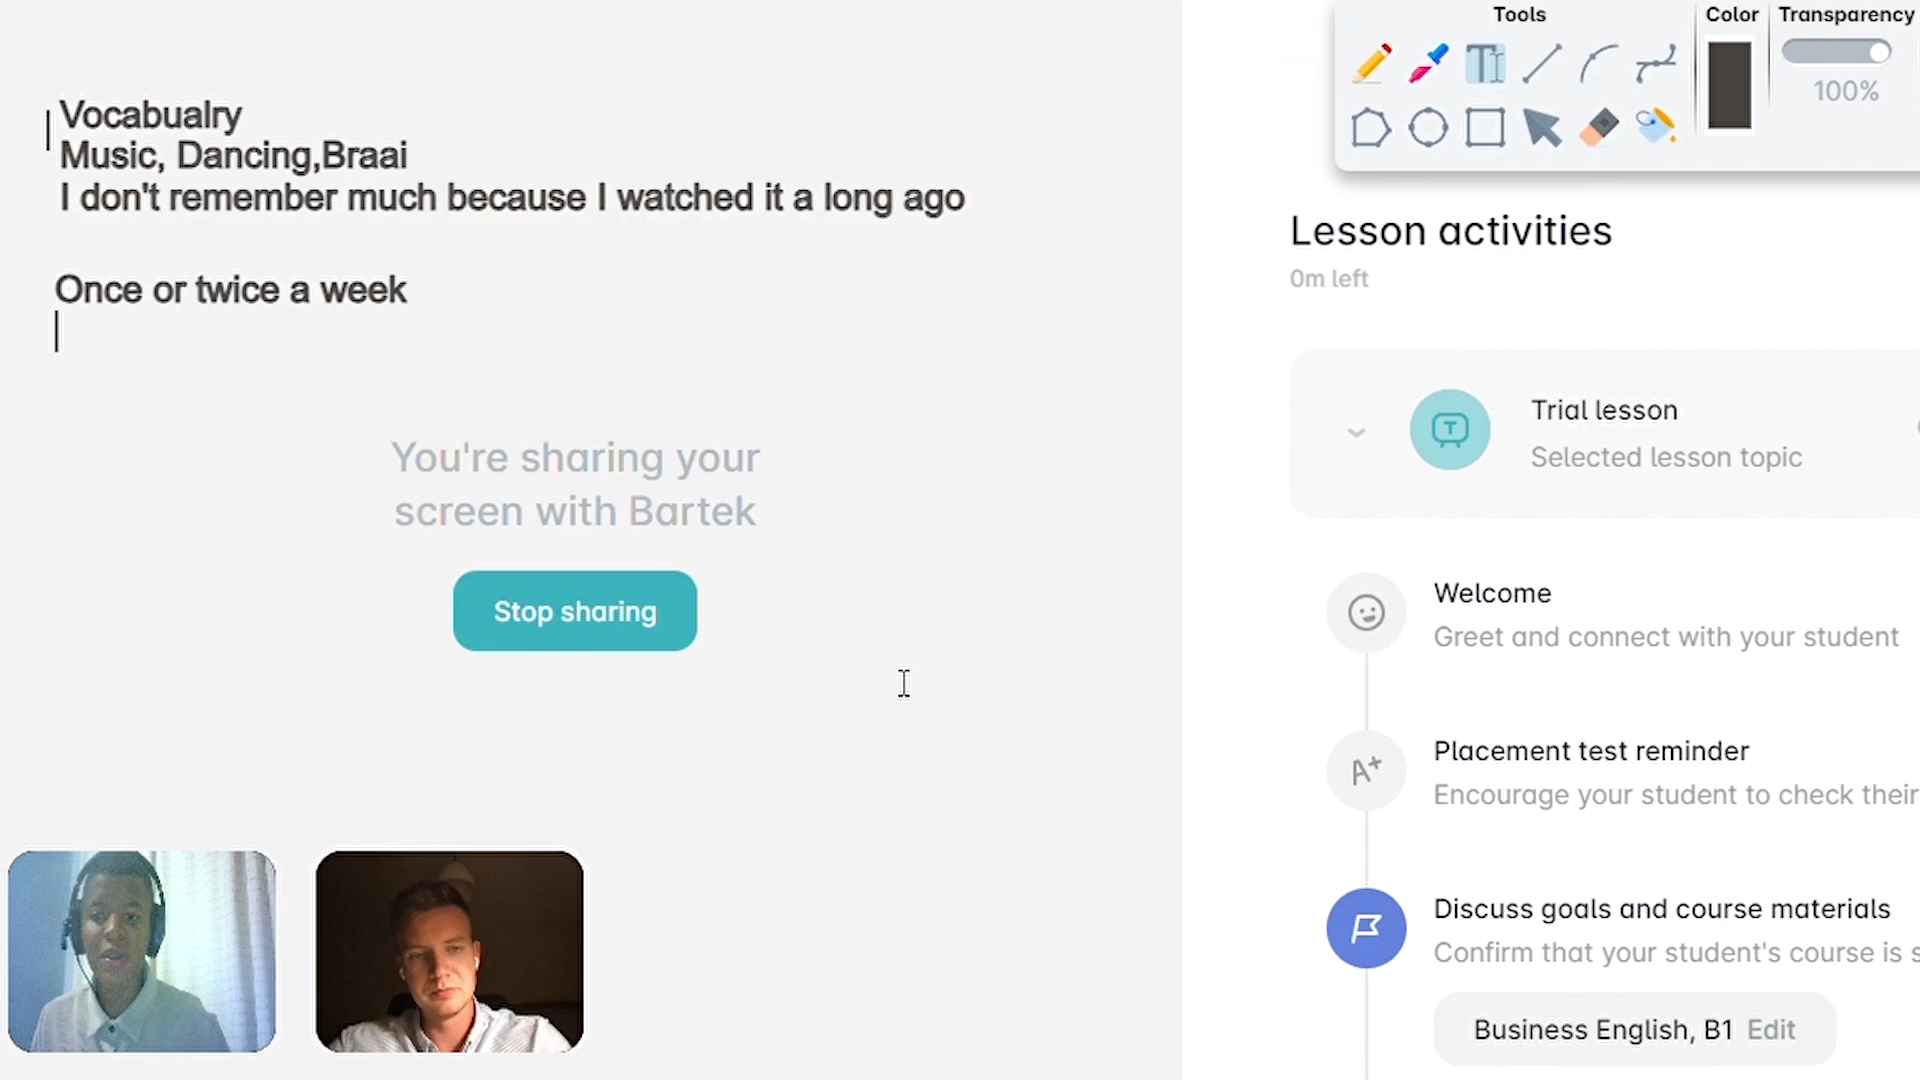 Vocabualry
Music, Dancing,Braai
I don't remember much because I watched it a long ago
Once or twice a week
You're sharing your
screen with Bartek
Stop sharing
Tools
Color
Transparency
100%
Lesson activities
0m left
Trial lesson
Selected lesson topic
Welcome
Greet and connect with your student
Placement test reminder
Encourage your student to check their
Discuss goals and course materials
Confirm that your student's course is s
Business English, B1 Edit